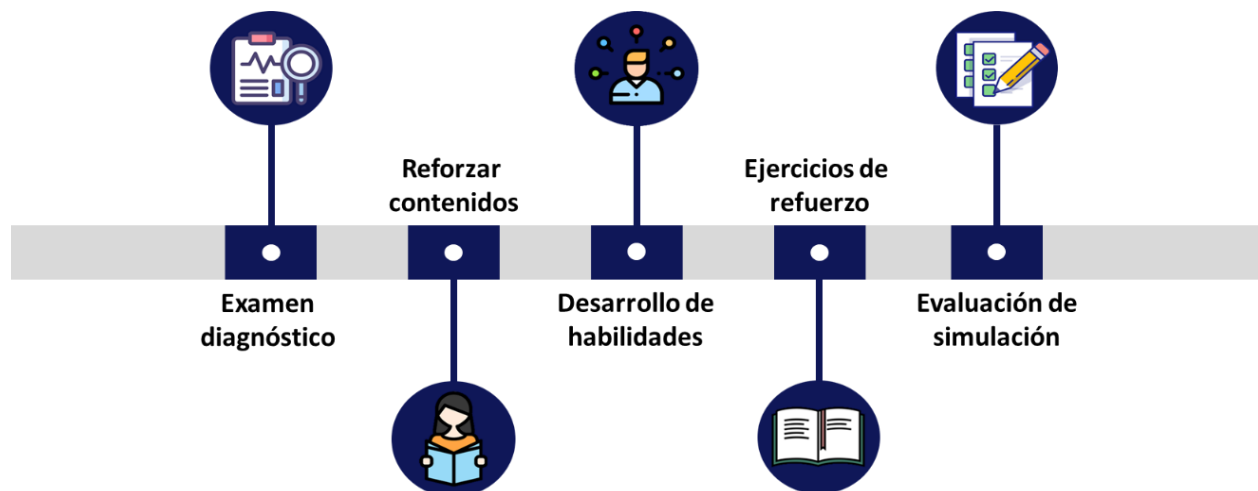 Examen
diagnóstico
Reforzar
contenidos
Desarrollo de
habilidades
Ejercicios de
refuerzo
Evaluación de
simulación